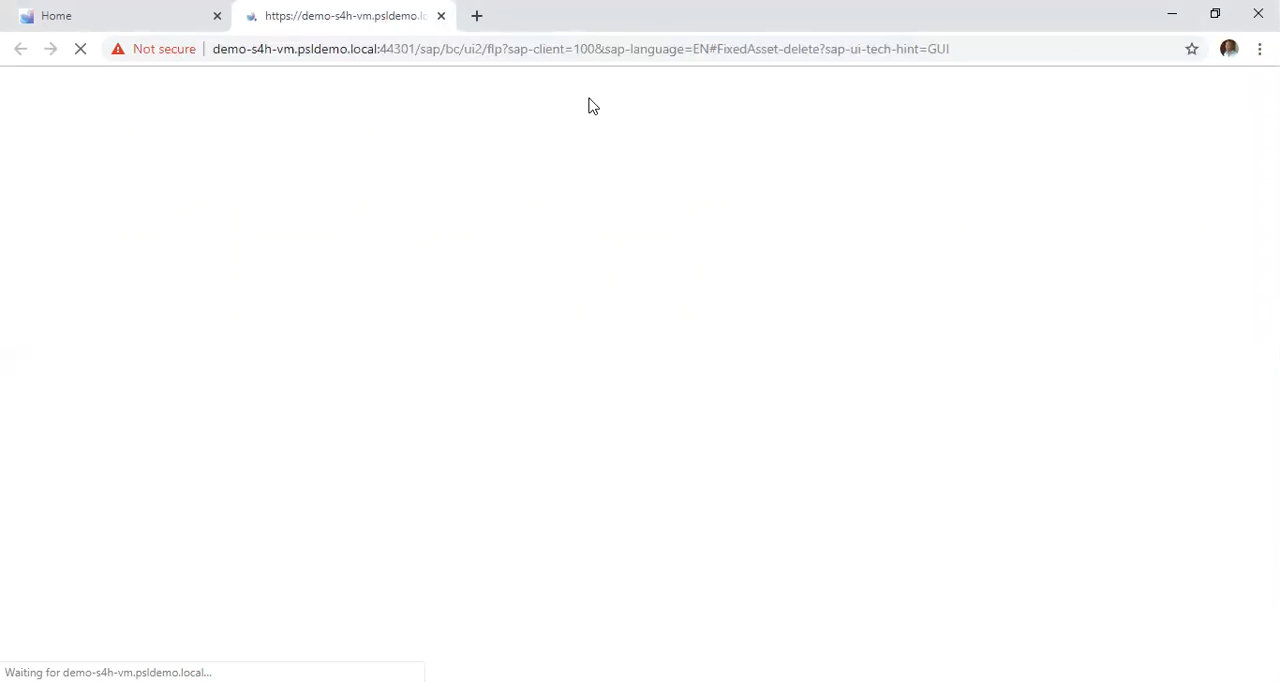 Home
https://demo-s4h-vm.psldemo.lo
Not secure
demo-s4h-vm.psldemo.local:44301/sap/bc/ui2/flp?sap-client=100&sap-language=EN#FixedAsset-delete?sap-ui-tech-hint=GUI
Waiting for demo-s4h-vm.psldemo.local...